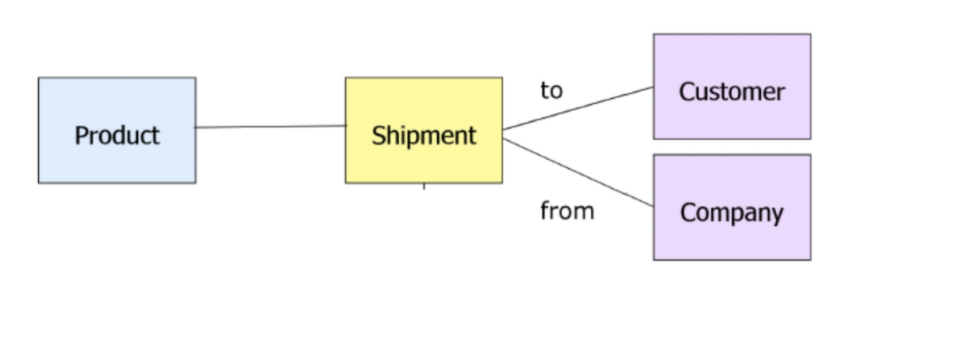 Product
Shipment
to
Customer
from
Company